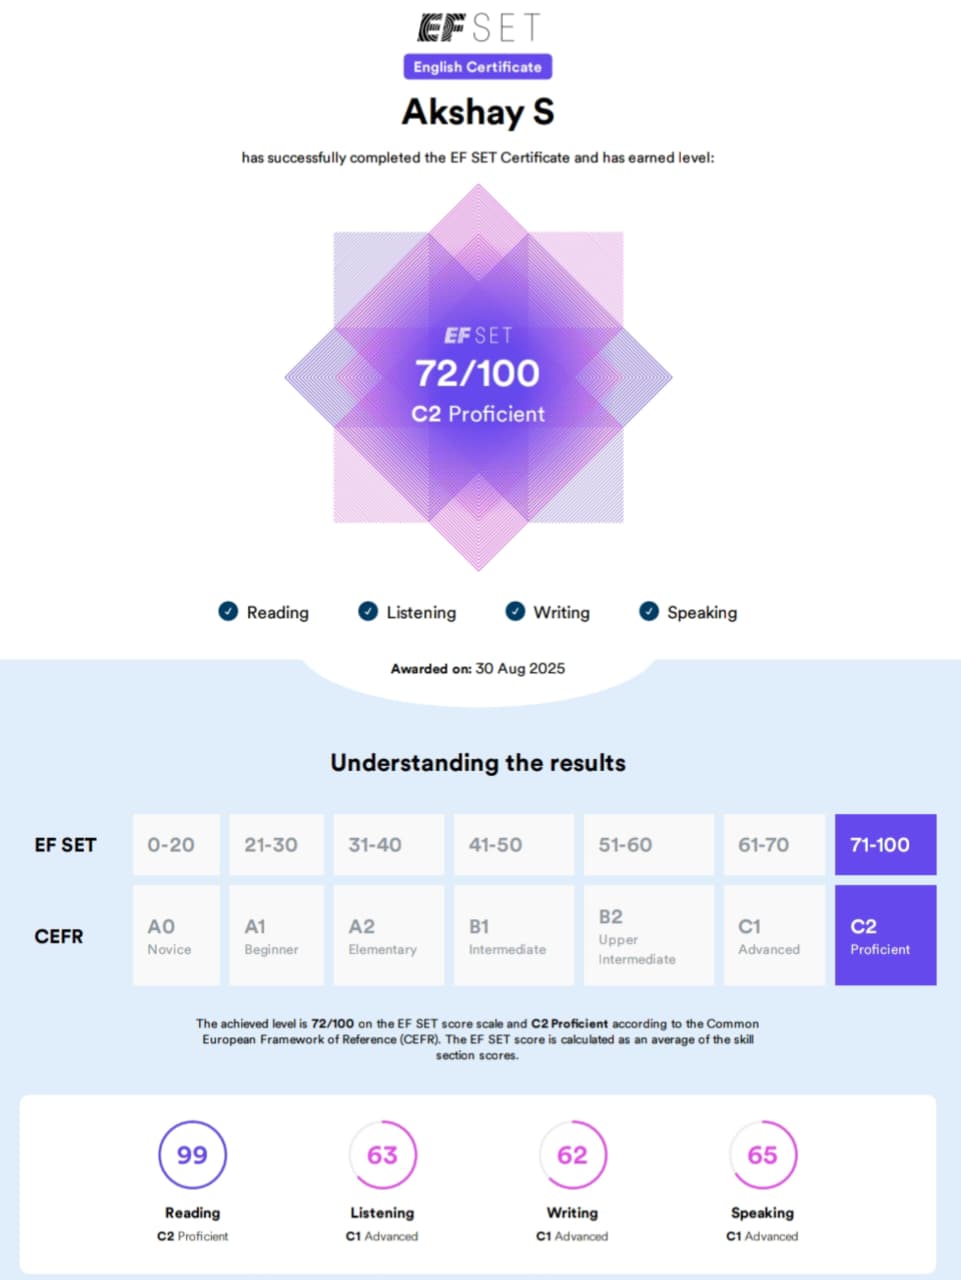 EF SET
English Certificate
Akshay S
has successfully completed the EF SET Certificate and has earned level:
EF SET
72/100
C2 Proficient
Reading Listening Writing Speaking
Awarded on: 30 Aug 2025
Understanding the results
EF SET 0-20 21-30 31-40 41-50 51-60 61-70 71-100
CEFR
A0 A1 A2 B1 B2 C1 C2
Novice Beginner Elementary Intermediate Upper Intermediate Advanced Proficient
The achieved level is 72/100 on the EF SET score scale and C2 Proficient according to the Common
European Framework of Reference (CEFR). The EF SET score is calculated as an average of the skill
section scores.
99 63 62 65
Reading Listening Writing Speaking
C2 Proficient C1 Advanced C1 Advanced C1 Advanced